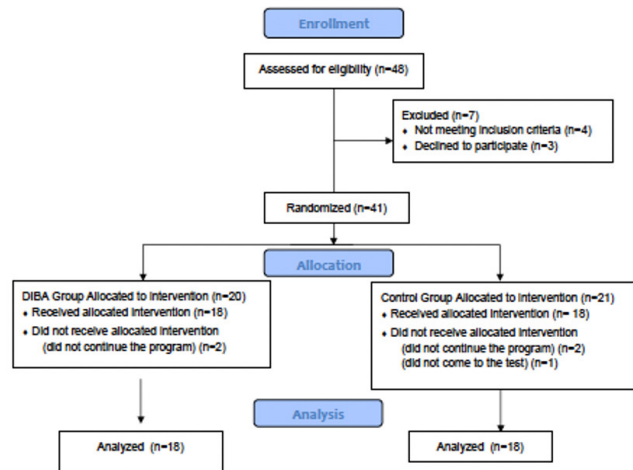 Enrollment
Assessed for eligibility (n=48)
Excluded (n=7)
♦ Not meeting inclusion criteria (n=4)
♦ Declined to participate (n=3)
Randomized (n=41)
Allocation
DIBA Group Allocated to intervention (n=20)
♦ Received allocated intervention (n=18)
♦ Did not receive allocated intervention
(did not continue the program) (n=2)
Control Group Allocated to intervention (n=21)
♦ Received allocated intervention (n= 18)
♦ Did not receive allocated intervention
(did not continue the program) (n=2)
(did not come to the test) (n=1)
Analysis
Analyzed (n=18)
Analyzed (n=18)